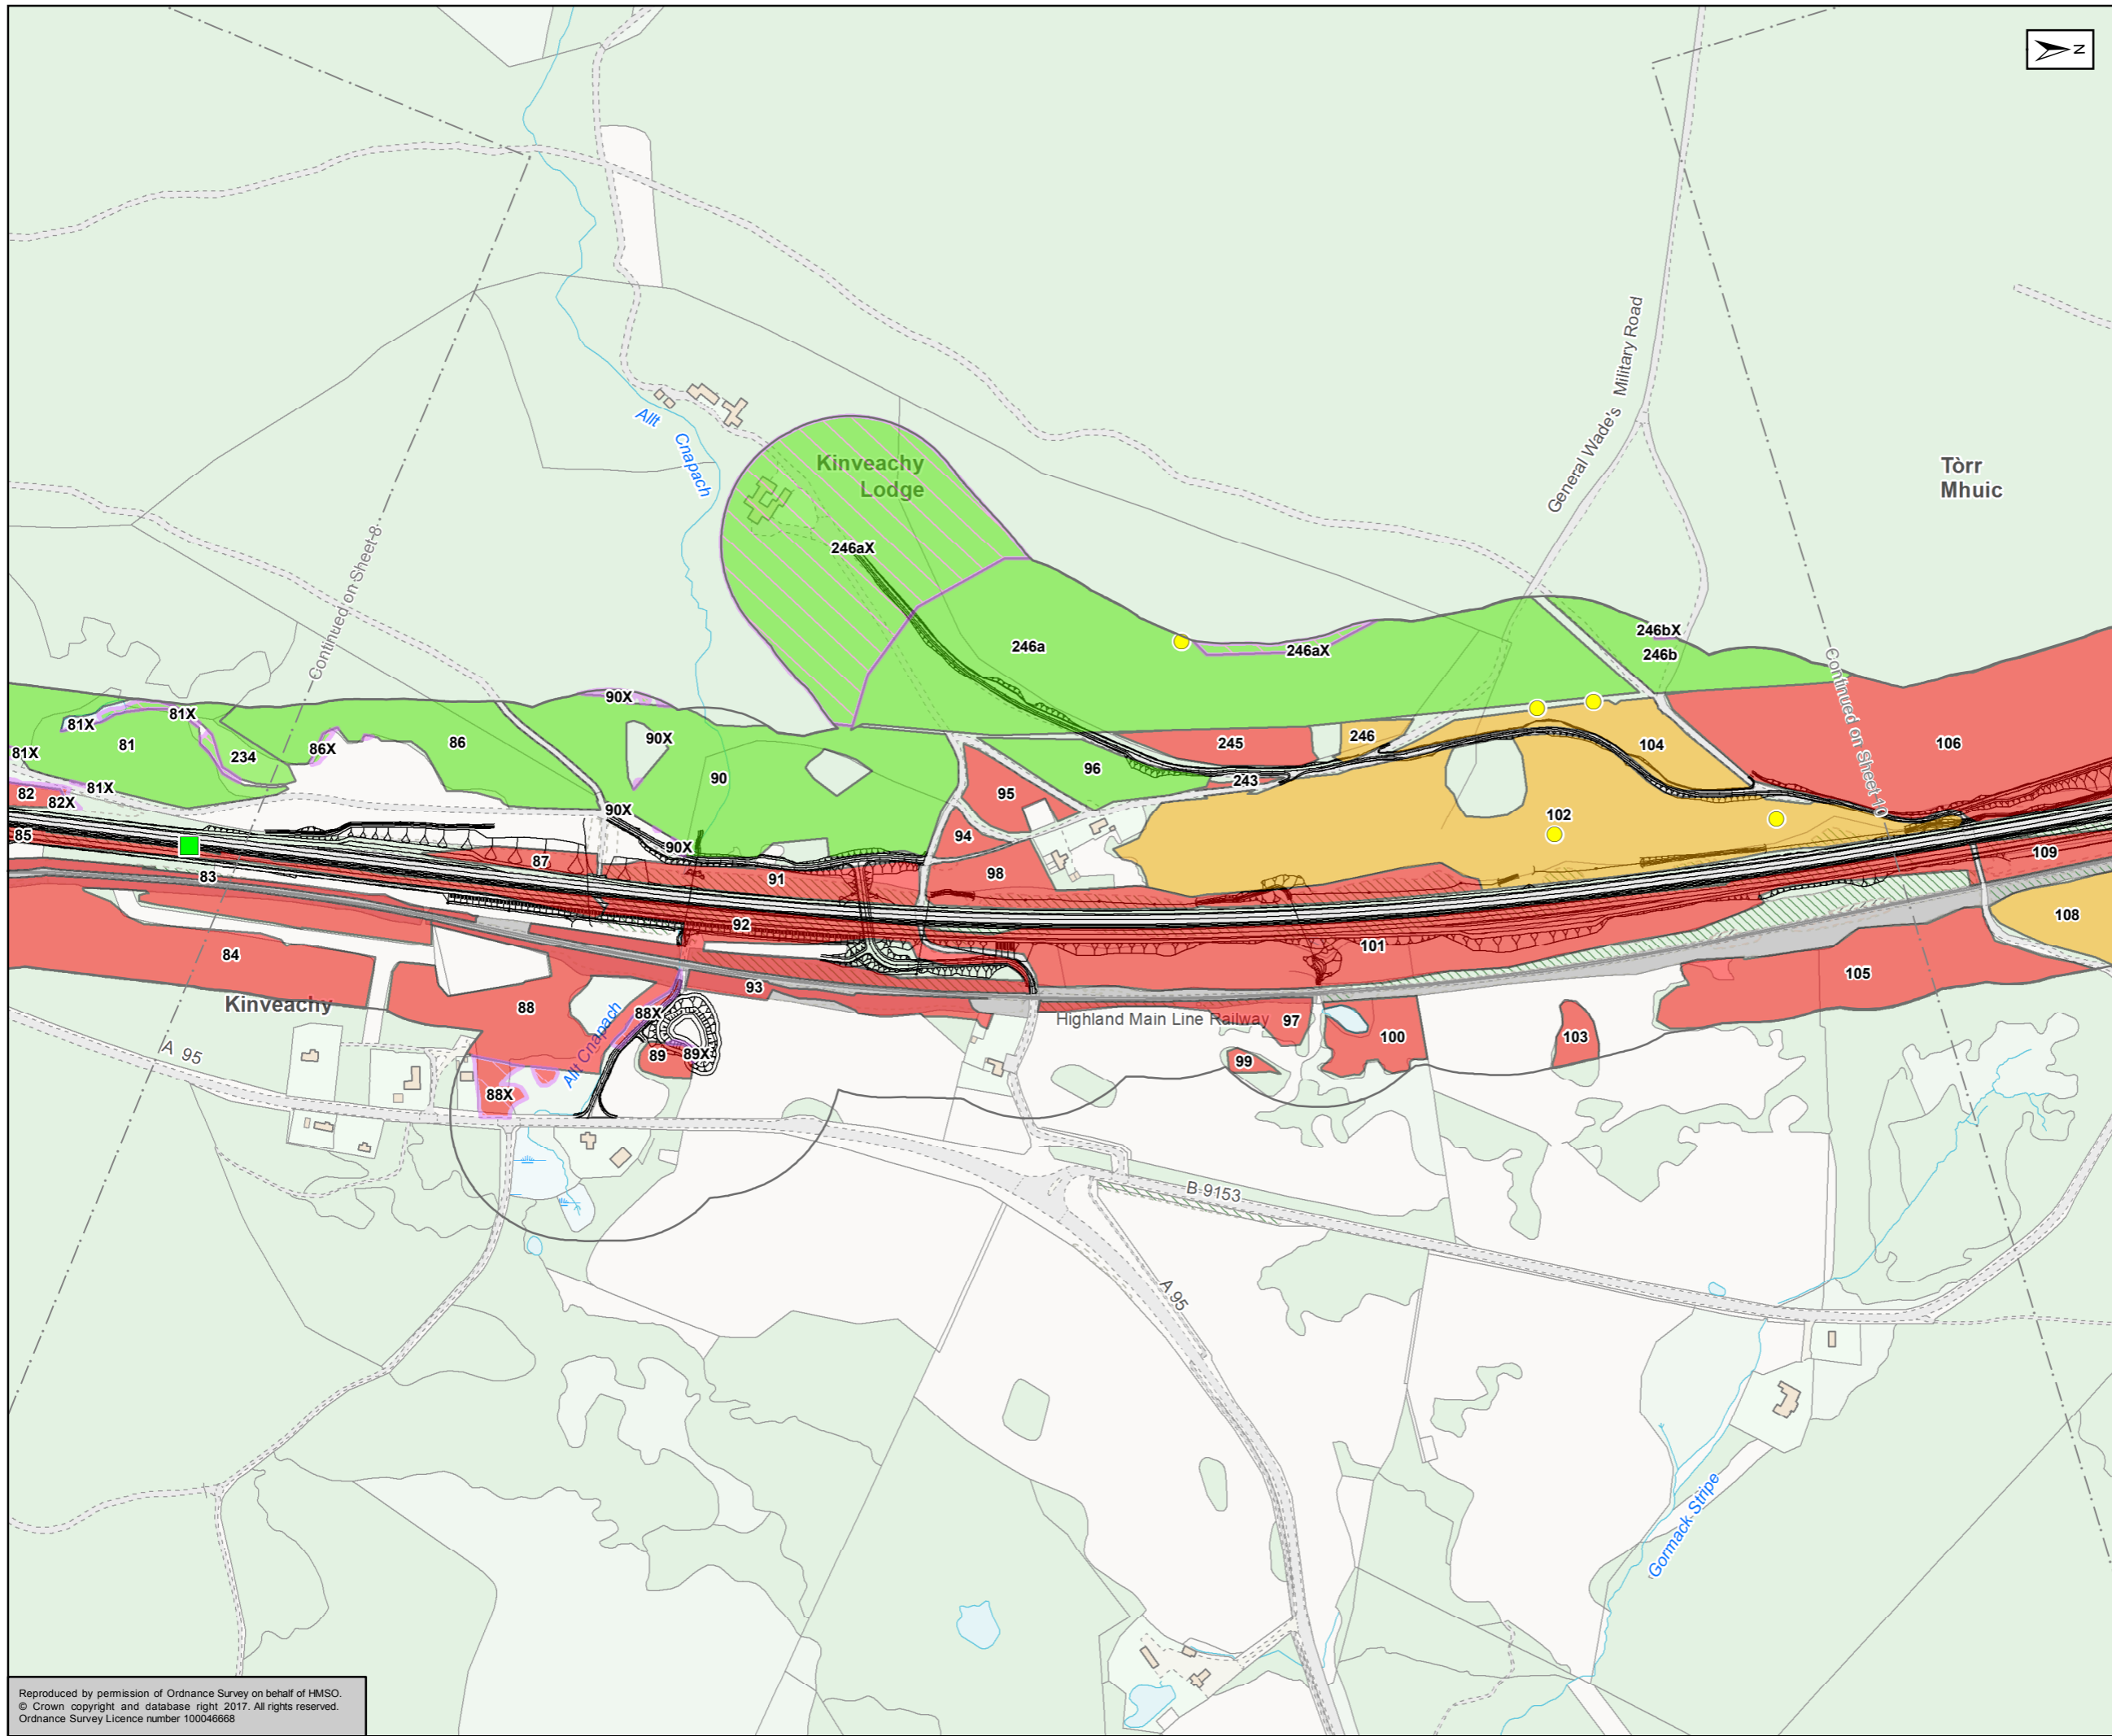 N
General Wade's Military Road
Tòrr
Mhuic
Allt Cnapach
Kinveachy
Lodge
246aX
Continued on Sheet 8
246a
246aX
246bX
246b
Continued on Sheet 10
90X
81X
81X
81X
81
234
86X
86
90X
90
245
246
104
106
96
243
81X
82
82X
95
90X
102
85
94
90X
87
91
98
109
83
92
108
84
101
93
105
Kinveachy
88
88X
Allt Cnapach
Highland Main Line Railway
97
100
103
A 95
89
89X
99
88X
B 9153
A 95
Gormack Stripe
Reproduced by permission of Ordnance Survey on behalf of HMSO.
© Crown copyright and database right 2017. All rights reserved.
Ordnance Survey Licence number 100046668